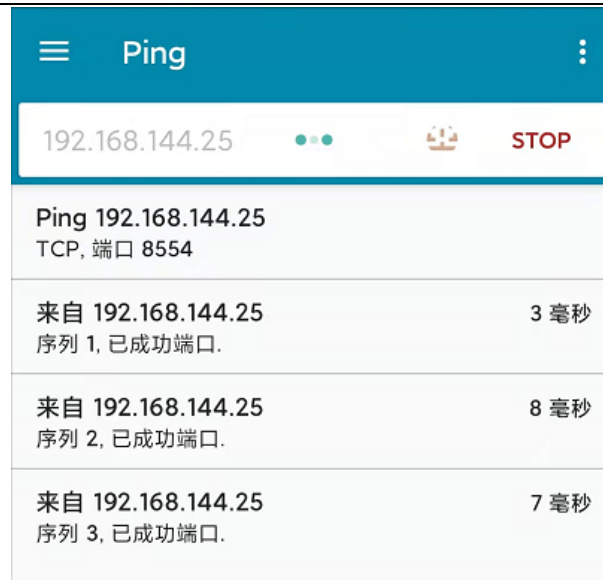 Ping
192.168.144.25
STOP
Ping 192.168.144.25
TCP, 端口 8554
来自 192.168.144.25
3 毫秒
序列 1, 已成功端口.
来自 192.168.144.25
8 毫秒
序列 2, 已成功端口.
来自 192.168.144.25
7 毫秒
序列 3, 已成功端口.